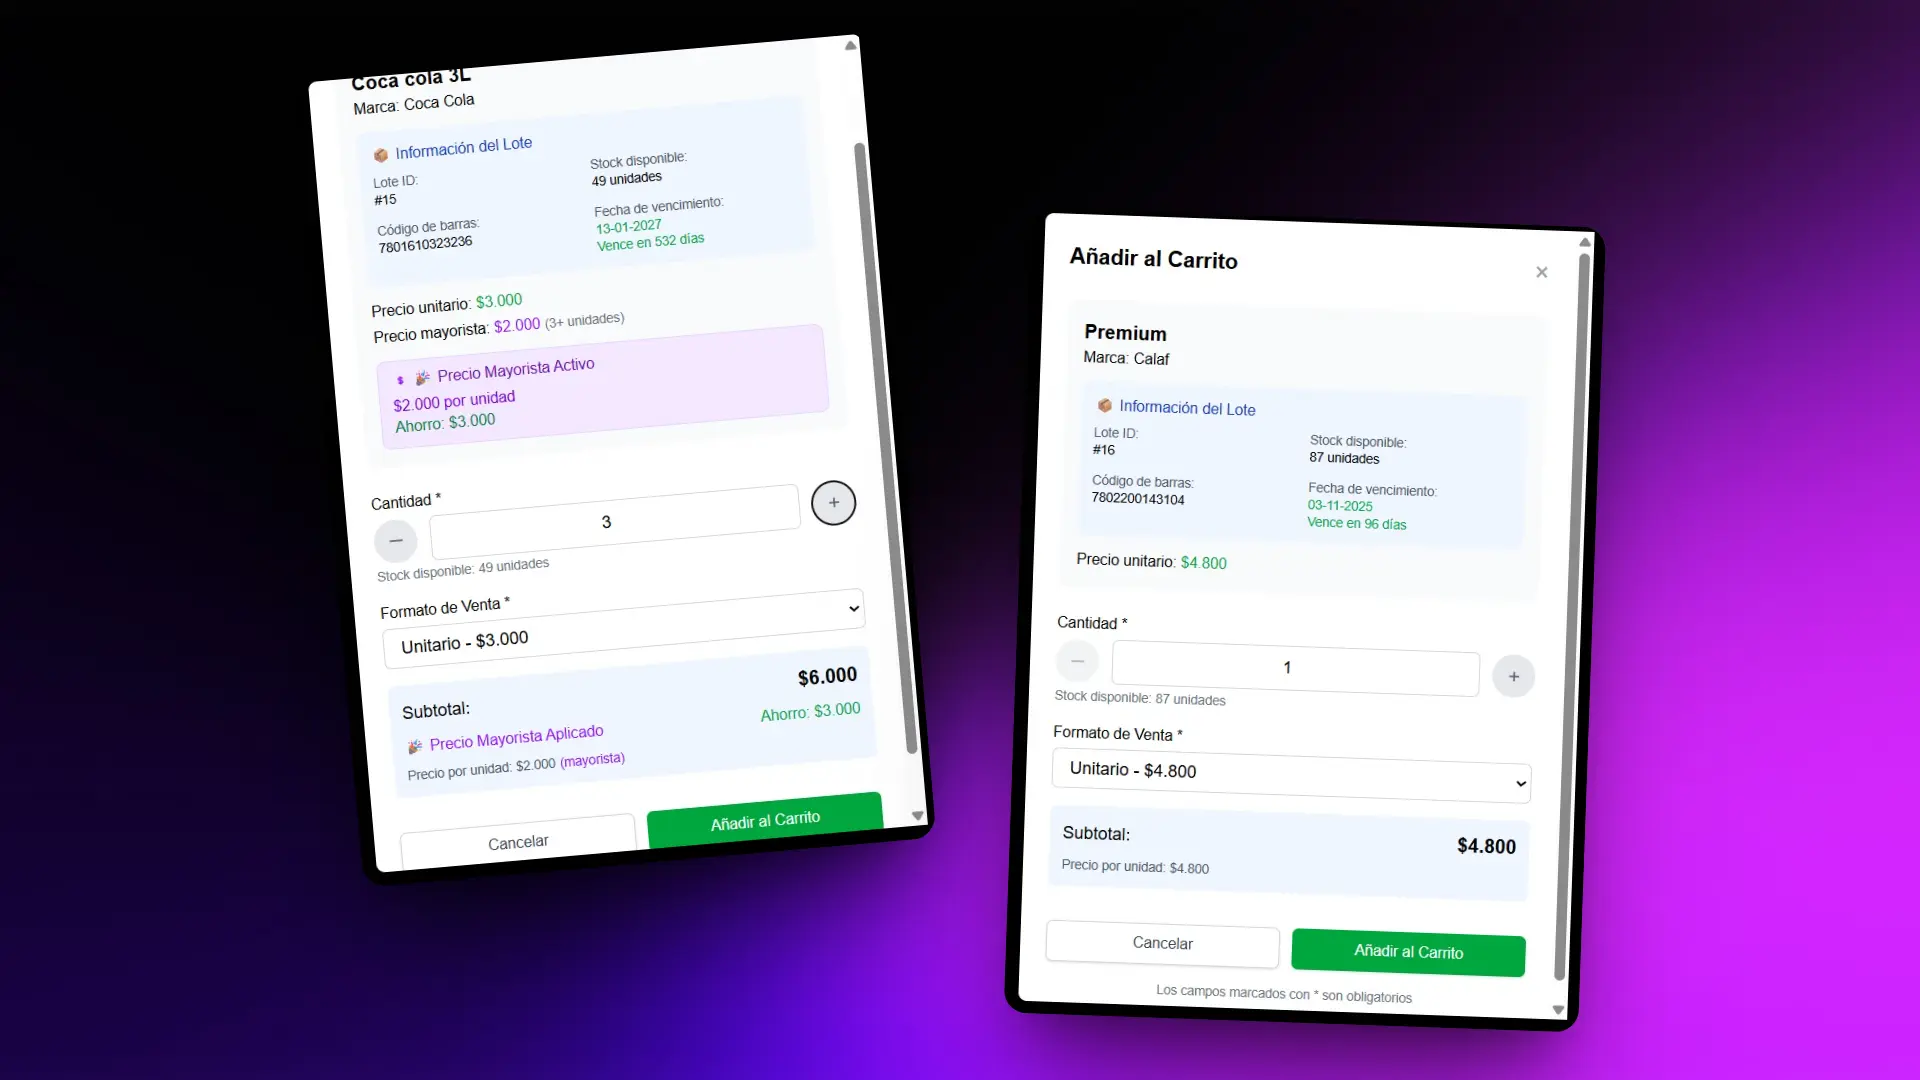 Coca cola 3L
Marca: Coca Cola
Información del Lote
Lote ID:
#15
Stock disponible:
49 unidades
Código de barras:
7801610323236
Fecha de vencimiento:
13-01-2027
Vence en 532 días
Precio unitario: $3.000
Precio mayorista: $2.000 (3+ unidades)
$ Precio Mayorista Activo
$2.000 por unidad
Ahorro: $3.000
Cantidad *
− 3 +
Stock disponible: 49 unidades
Formato de Venta *
Unitario - $3.000
Subtotal:
$6.000
Precio Mayorista Aplicado
Ahorro: $3.000
Precio por unidad: $2.000 (mayorista)
Cancelar
Añadir al Carrito
Añadir al Carrito
×
Premium
Marca: Calaf
Información del Lote
Lote ID:
#16
Stock disponible:
87 unidades
Código de barras:
7802200143104
Fecha de vencimiento:
03-11-2025
Vence en 96 días
Precio unitario: $4.800
Cantidad *
− 1 +
Stock disponible: 87 unidades
Formato de Venta *
Unitario - $4.800
Subtotal:
$4.800
Precio por unidad: $4.800
Cancelar
Añadir al Carrito
Los campos marcados con * son obligatorios